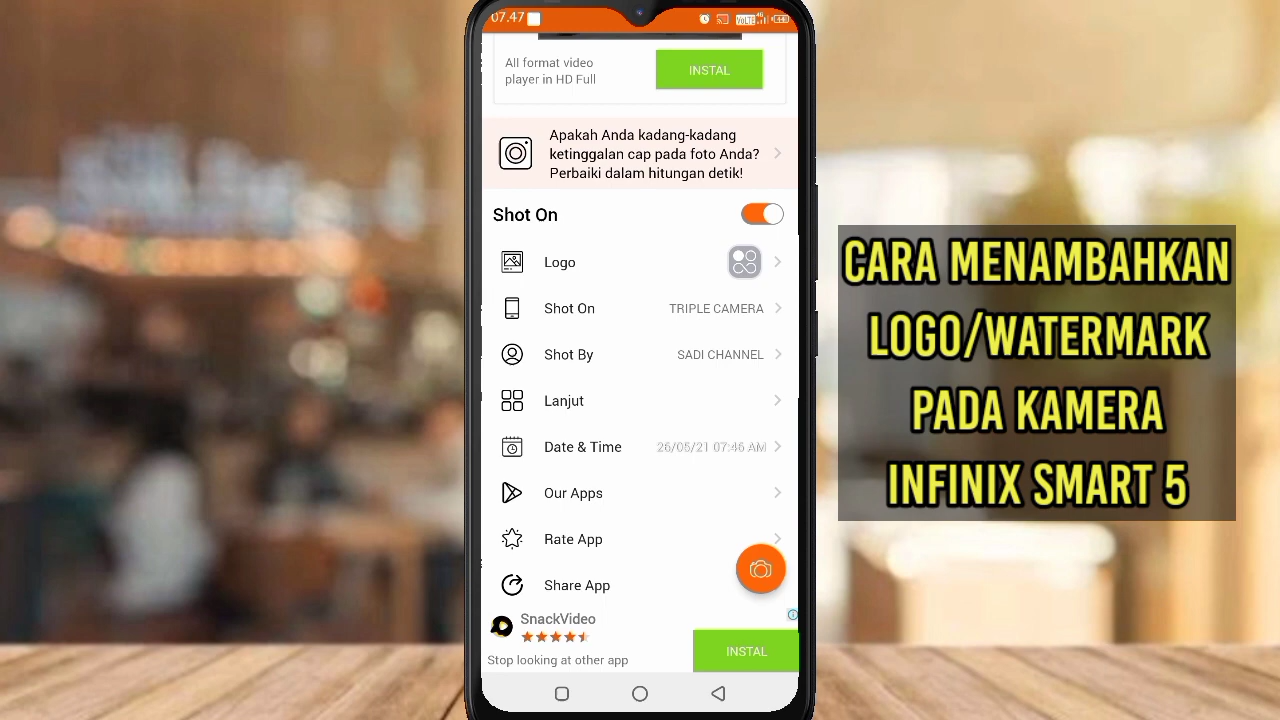 07.47
VoLTE
4G
All format video
player in HD Full
INSTAL
Apakah Anda kadang-kadang
ketinggalan cap pada foto Anda?
Perbaiki dalam hitungan detik!
Shot On
Logo
Shot On TRIPLE CAMERA
Shot By SADI CHANNEL
Lanjut
Date & Time 26/05/21 07:46 AM
Our Apps
Rate App
Share App
SnackVideo
Stop looking at other app
INSTAL
CARA MENAMBAHKAN
LOGO/WATERMARK
PADA KAMERA
INFINIX SMART 5